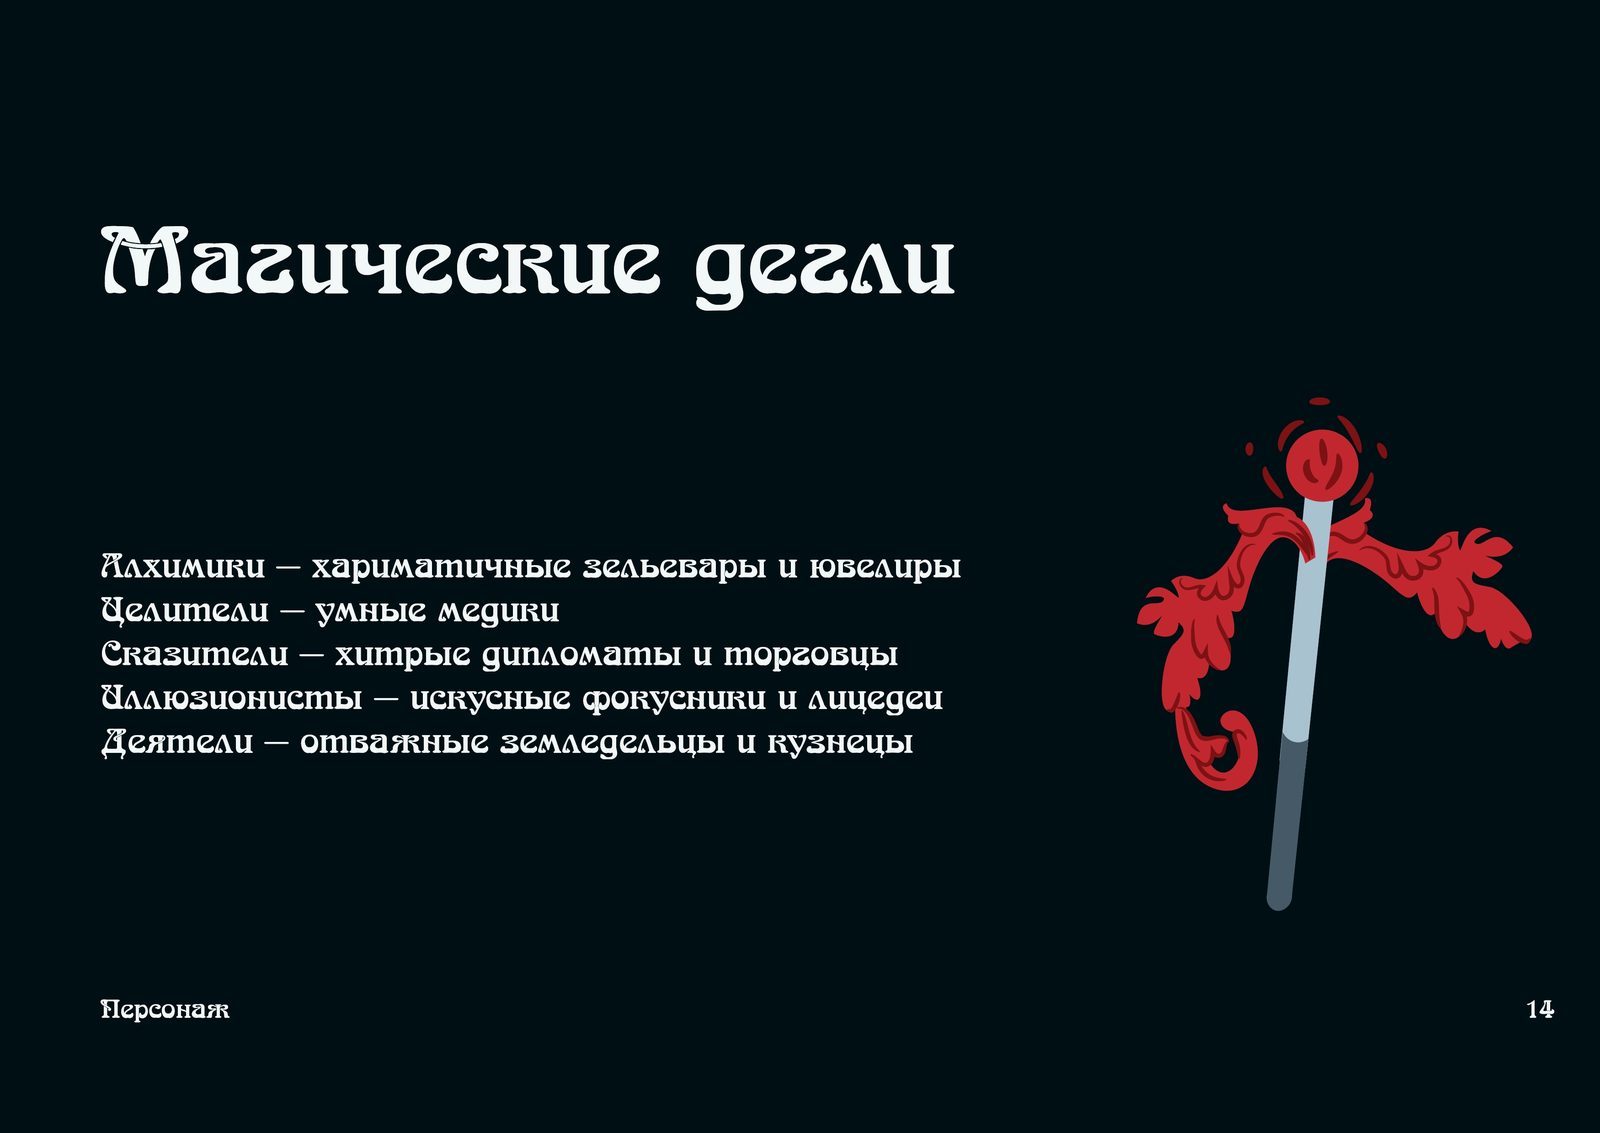 Магические дегли
Алхимики — хариматичные зельевары и ювелиры
Целители — умные медики
Сказители — хитрые дипломаты и торговцы
Иллюзионисты — искусные фокусники и лицедеи
Деятели — отважные земледельцы и кузнецы
Персонаж
14